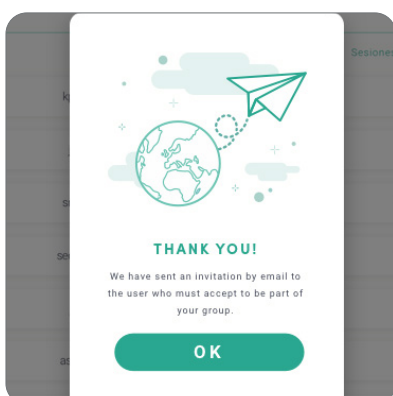 Sesiones
THANK YOU!
We have sent an invitation by email to
the user who must accept to be part of
your group.
OK